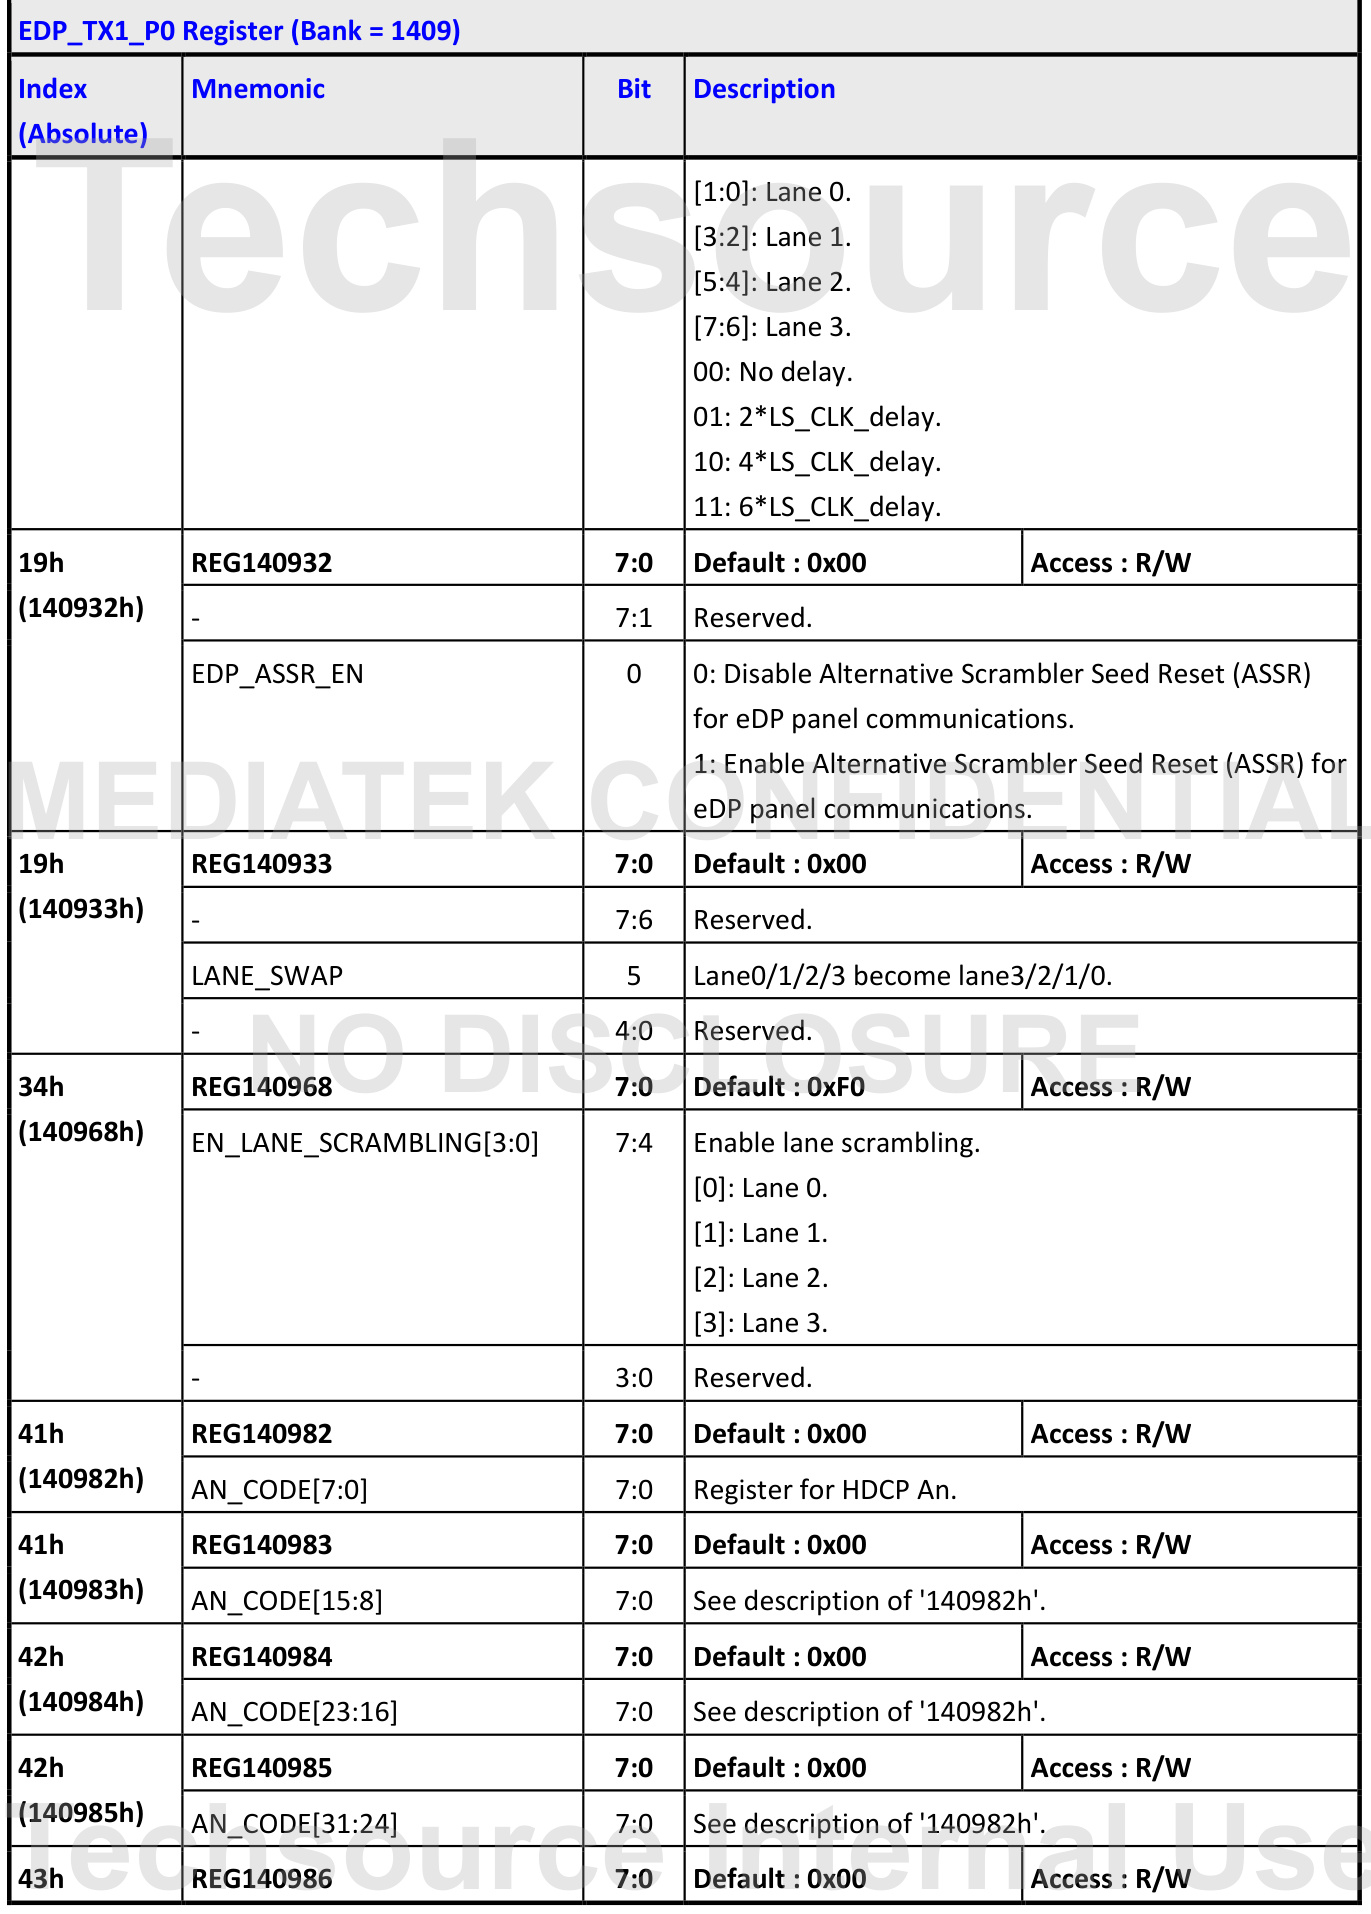 EDP_TX1_P0 Register (Bank = 1409)
Index (Absolute) Mnemonic Bit Description
[1:0]: Lane 0.
[3:2]: Lane 1.
[5:4]: Lane 2.
[7:6]: Lane 3.
00: No delay.
01: 2*LS_CLK_delay.
10: 4*LS_CLK_delay.
11: 6*LS_CLK_delay.
19h (140932h) REG140932 7:0 Default : 0x00 Access : R/W
- 7:1 Reserved.
EDP_ASSR_EN 0 0: Disable Alternative Scrambler Seed Reset (ASSR)
for eDP panel communications.
1: Enable Alternative Scrambler Seed Reset (ASSR) for
eDP panel communications.
19h (140933h) REG140933 7:0 Default : 0x00 Access : R/W
- 7:6 Reserved.
LANE_SWAP 5 Lane0/1/2/3 become lane3/2/1/0.
- 4:0 Reserved.
34h (140968h) REG140968 7:0 Default : 0xF0 Access : R/W
EN_LANE_SCRAMBLING[3:0] 7:4 Enable lane scrambling.
[0]: Lane 0.
[1]: Lane 1.
[2]: Lane 2.
[3]: Lane 3.
- 3:0 Reserved.
41h (140982h) REG140982 7:0 Default : 0x00 Access : R/W
AN_CODE[7:0] 7:0 Register for HDCP An.
41h (140983h) REG140983 7:0 Default : 0x00 Access : R/W
AN_CODE[15:8] 7:0 See description of '140982h'.
42h (140984h) REG140984 7:0 Default : 0x00 Access : R/W
AN_CODE[23:16] 7:0 See description of '140982h'.
42h (140985h) REG140985 7:0 Default : 0x00 Access : R/W
AN_CODE[31:24] 7:0 See description of '140982h'.
43h REG140986 7:0 Default : 0x00 Access : R/W
Techsource
MEDIATEK CONFIDENTIAL
NO DISCLOSURE
Techsource Internal Use